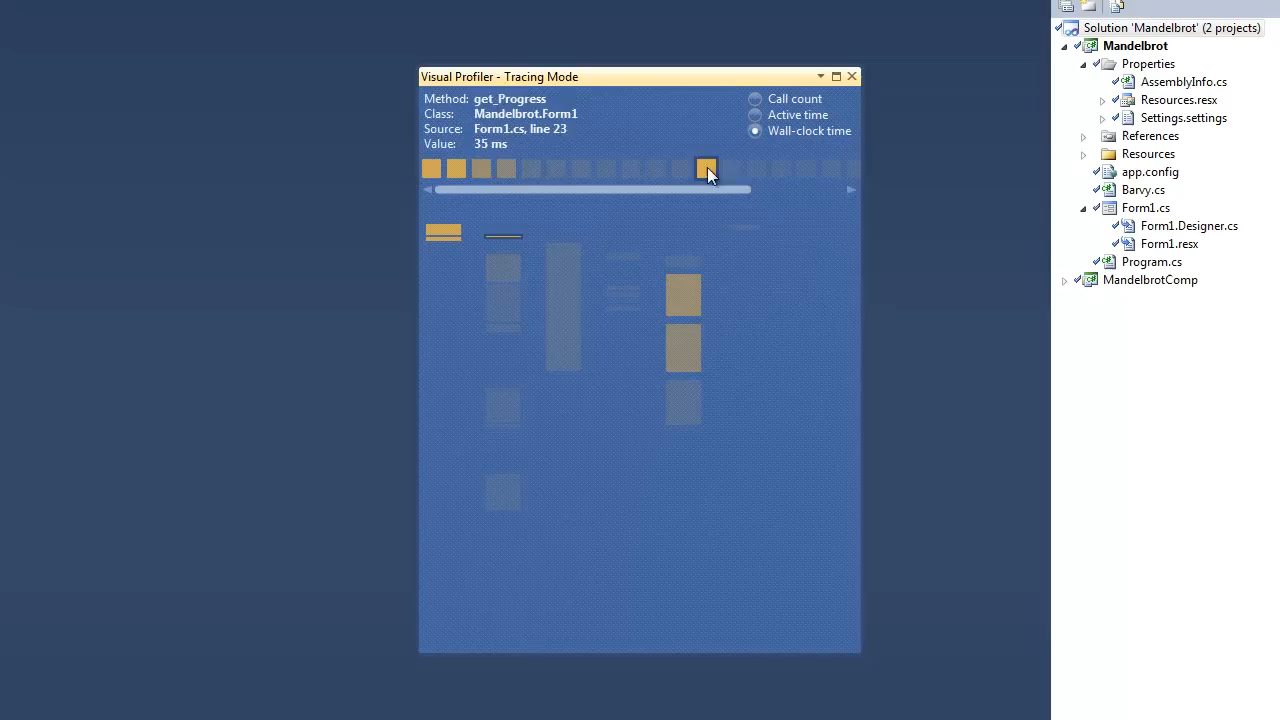 Visual Profiler - Tracing Mode
Method: get_Progress
Class: Mandelbrot.Form1
Source: Form1.cs, line 23
Value: 35 ms
Call count
Active time
Wall-clock time
Solution 'Mandelbrot' (2 projects)
Mandelbrot
Properties
AssemblyInfo.cs
Resources.resx
Settings.settings
References
Resources
app.config
Barvy.cs
Form1.cs
Form1.Designer.cs
Form1.resx
Program.cs
MandelbrotComp